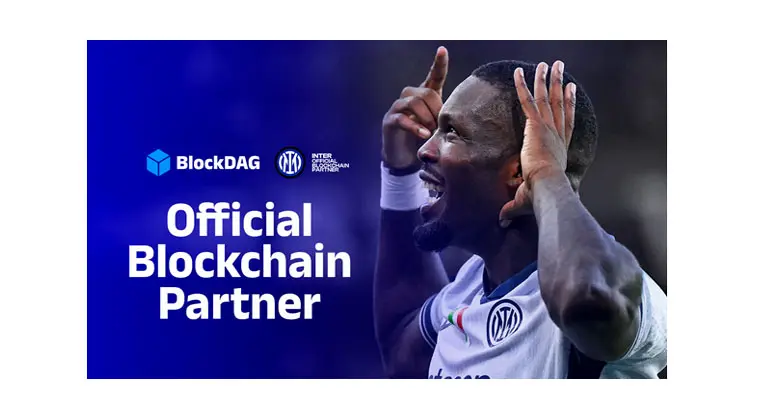 BlockDAG
INTER
OFFICIAL
BLOCKCHAIN
PARTNER
Official
Blockchain
Partner